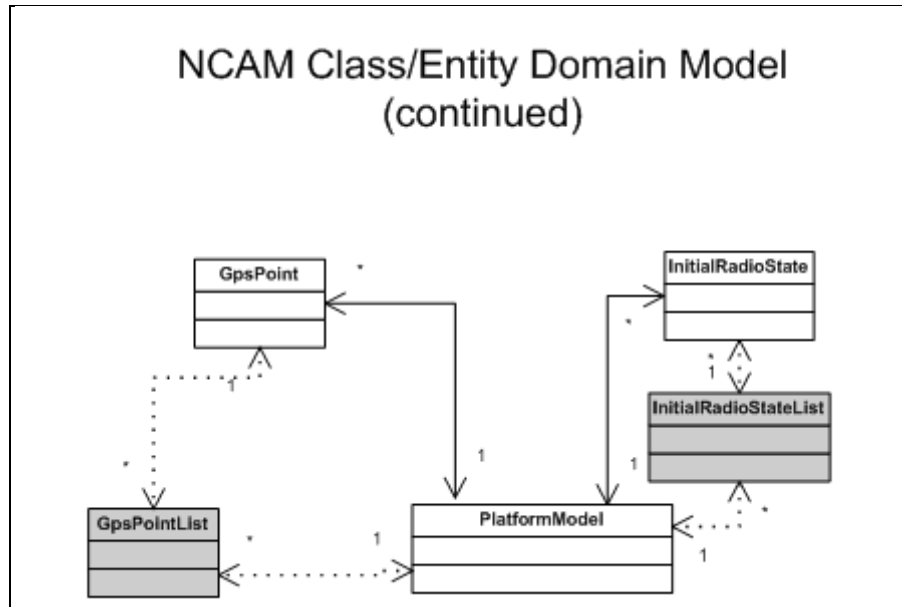 NCAM Class/Entity Domain Model
(continued)
GpsPoint
*
InitialRadioState
*
*
1
1
InitialRadioStateList
*
1
1
*
GpsPointList
*
1
PlatformModel
1